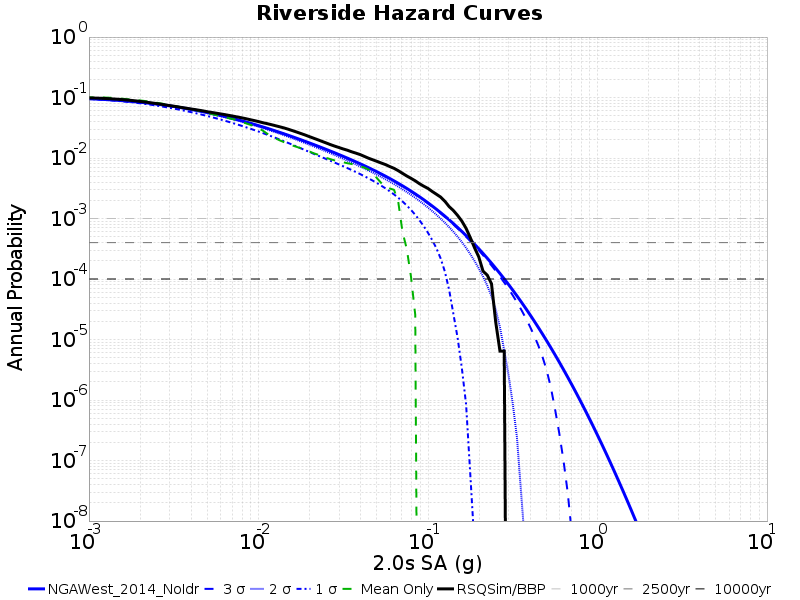 Riverside Hazard Curves
Annual Probability
10^0
10^-1
10^-2
10^-3
10^-4
10^-5
10^-6
10^-7
10^-8
10^-3 10^-2 10^-1 10^0 10^1
2.0s SA (g)
NGAWest_2014_NoIdr 3 σ 2 σ 1 σ Mean Only RSQSim/BBP 1000yr 2500yr 10000yr